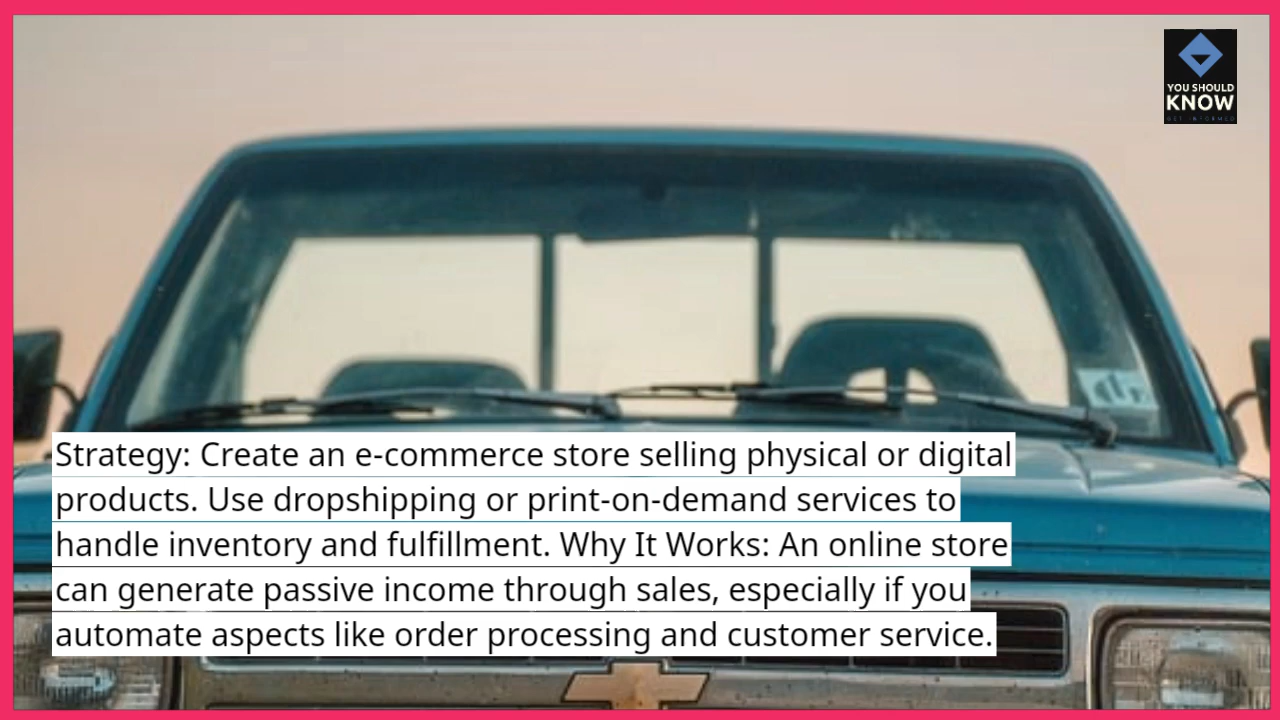 YOU SHOULD
KNOW
GET INFORMED
Strategy: Create an e-commerce store selling physical or digital
products. Use dropshipping or print-on-demand services to
handle inventory and fulfillment. Why It Works: An online store
can generate passive income through sales, especially if you
automate aspects like order processing and customer service.